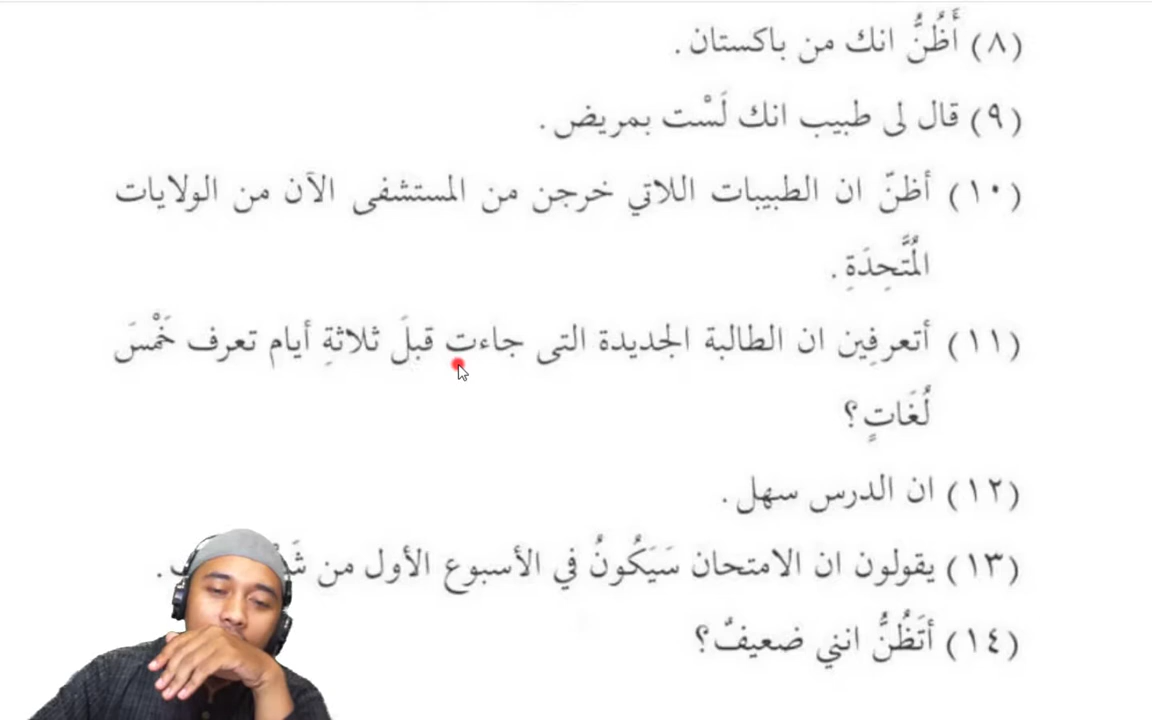 (٨) أَظُنُّ انك من باكستان .
(٩) قال لى طبيب انك لَسْت بمريض .
(١٠) أظنّ ان الطبيبات اللاتي خرجن من المستشفى الآن من الولايات
المُتَّحِدَةِ .
(١١) أتعرفِين ان الطالبة الجديدة التى جاءتِ قبلَ ثلاثةِ أيام تعرف خَمْسَ
لُغَاتٍ ؟
(١٢) ان الدرس سهل .
(١٣) يقولون ان الامتحان سَيَكُونُ في الأسبوع الأول من .
(١٤) أتَظُنُّ انني ضعيفٌ ؟